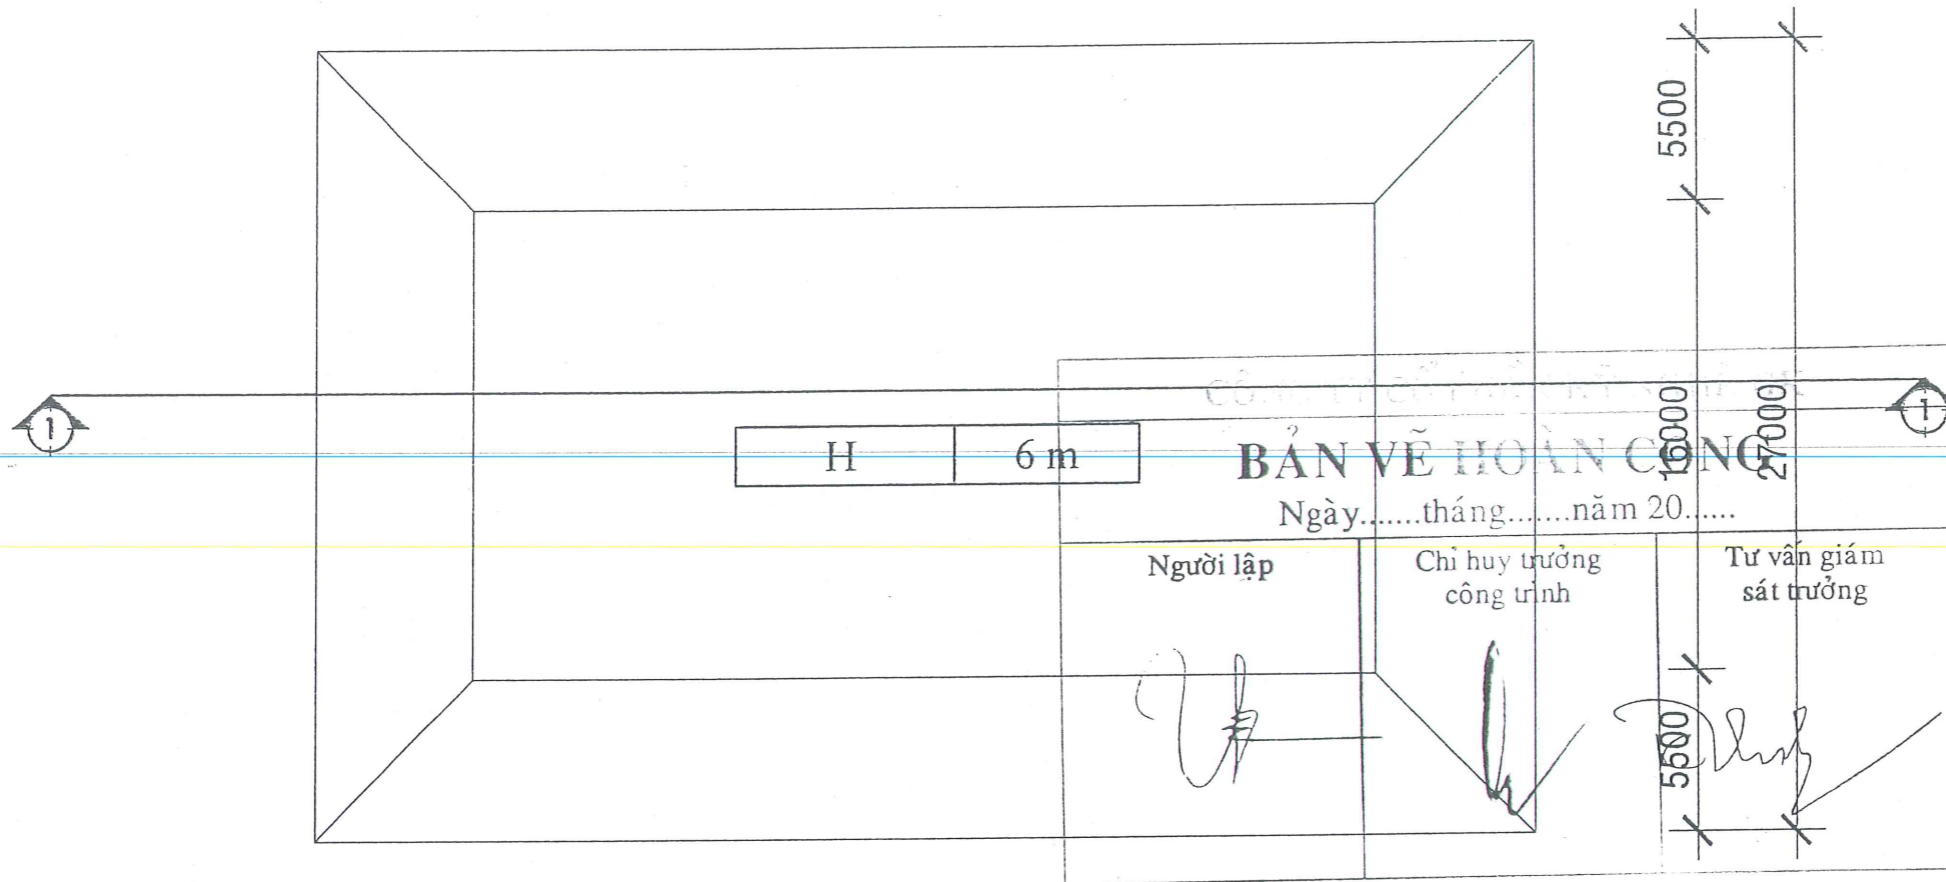 5500
16000
27000
1
1
H 6 m
BẢN VẼ HOÀN CÔNG
Ngày.......tháng.......năm 20......
Người lập
Chỉ huy trưởng
công trình
Tư vấn giám
sát trưởng
5500